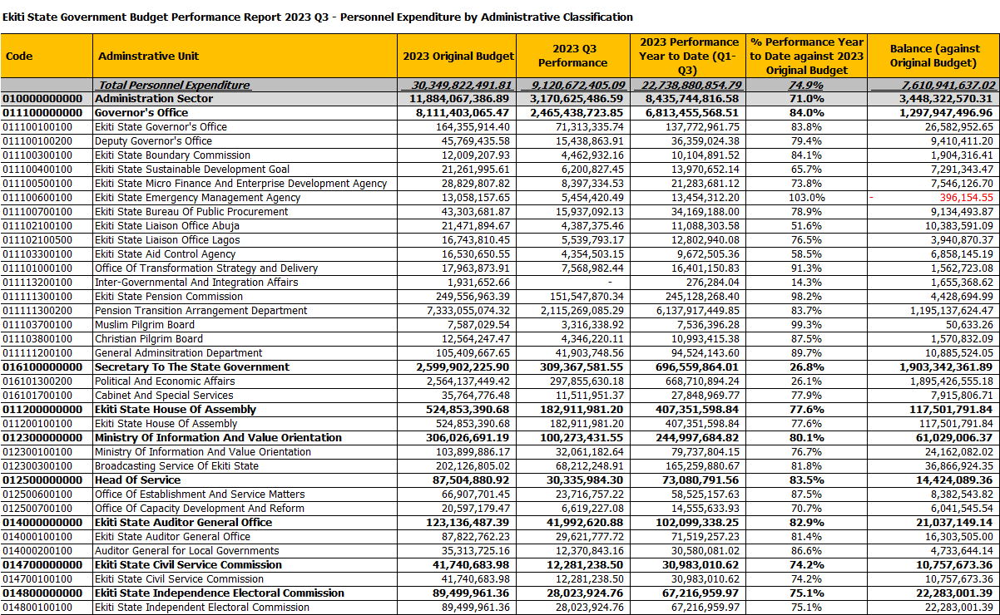 Ekiti State Government Budget Performance Report 2023 Q3 - Personnel Expenditure by Administrative Classification
Code Adminstrative Unit 2023 Original Budget 2023 Q3 Performance 2023 Performance Year to Date (Q1-Q3) % Performance Year to Date against 2023 Original Budget Balance (against Original Budget)
Total Personnel Expenditure 30,349,822,491.81 9,120,672,405.09 22,738,880,854.79 74.9% 7,610,941,637.02
010000000000 Administration Sector 11,884,067,386.89 3,170,625,486.59 8,435,744,816.58 71.0% 3,448,322,570.31
011100000000 Governor's Office 8,111,403,065.47 2,465,438,723.85 6,813,455,568.51 84.0% 1,297,947,496.96
011100100100 Ekiti State Governor's Office 164,355,914.40 71,313,335.74 137,772,961.75 83.8% 26,582,952.65
011100100200 Deputy Governor's Office 45,769,435.58 15,438,863.91 36,359,024.38 79.4% 9,410,411.20
011100300100 Ekiti State Boundary Commission 12,009,207.93 4,462,932.16 10,104,891.52 84.1% 1,904,316.41
011100400100 Ekiti State Sustainable Development Goal 21,261,995.61 6,200,827.45 13,970,652.14 65.7% 7,291,343.47
011100500100 Ekiti State Micro Finance And Enterprise Development Agency 28,829,807.82 8,397,334.53 21,283,681.12 73.8% 7,546,126.70
011100600100 Ekiti State Emergency Management Agency 13,058,157.65 5,454,420.49 13,454,312.20 103.0% - 396,154.55
011100700100 Ekiti State Bureau Of Public Procurement 43,303,681.87 15,937,092.13 34,169,188.00 78.9% 9,134,493.87
011102100100 Ekiti State Liaison Office Abuja 21,471,894.67 4,387,375.46 11,088,303.58 51.6% 10,383,591.09
011102100500 Ekiti State Liaison Office Lagos 16,743,810.45 5,539,793.17 12,802,940.08 76.5% 3,940,870.37
011103300100 Ekiti State Aid Control Agency 16,530,650.55 4,354,503.15 9,672,505.36 58.5% 6,858,145.19
011101000100 Office Of Transformation Strategy and Delivery 17,963,873.91 7,568,982.44 16,401,150.83 91.3% 1,562,723.08
011113200100 Inter-Governmental And Integration Affairs 1,931,652.66 - 276,284.04 14.3% 1,655,368.62
011111300100 Ekiti State Pension Commission 249,556,963.39 151,547,870.34 245,128,268.40 98.2% 4,428,694.99
011111300200 Pension Transition Arrangement Department 7,333,055,074.32 2,115,269,085.29 6,137,917,449.85 83.7% 1,195,137,624.47
011103700100 Muslim Pilgrim Board 7,587,029.54 3,316,338.92 7,536,396.28 99.3% 50,633.26
011103800100 Christian Pilgrim Board 12,564,247.47 4,346,220.11 10,993,415.38 87.5% 1,570,832.09
011111200100 General Adminsitration Department 105,409,667.65 41,903,748.56 94,524,143.60 89.7% 10,885,524.05
016100000000 Secretary To The State Government 2,599,902,225.90 309,367,581.55 696,559,864.01 26.8% 1,903,342,361.89
016101300200 Political And Economic Affairs 2,564,137,449.42 297,855,630.18 668,710,894.24 26.1% 1,895,426,555.18
016101700100 Cabinet And Special Services 35,764,776.48 11,511,951.37 27,848,969.77 77.9% 7,915,806.71
011200000000 Ekiti State House Of Assembly 524,853,390.68 182,911,981.20 407,351,598.84 77.6% 117,501,791.84
011200100100 Ekiti State House Of Assembly 524,853,390.68 182,911,981.20 407,351,598.84 77.6% 117,501,791.84
012300000000 Ministry Of Information And Value Orientation 306,026,691.19 100,273,431.55 244,997,684.82 80.1% 61,029,006.37
012300100100 Ministry Of Information And Value Orientation 103,899,886.17 32,061,182.64 79,737,804.15 76.7% 24,162,082.02
012300300100 Broadcasting Service Of Ekiti State 202,126,805.02 68,212,248.91 165,259,880.67 81.8% 36,866,924.35
012500000000 Head Of Service 87,504,880.92 30,335,984.30 73,080,791.56 83.5% 14,424,089.36
012500600100 Office Of Establishment And Service Matters 66,907,701.45 23,716,757.22 58,525,157.63 87.5% 8,382,543.82
012500700100 Office Of Capacity Development And Reform 20,597,179.47 6,619,227.08 14,555,633.93 70.7% 6,041,545.54
014000000000 Ekiti State Auditor General Office 123,136,487.39 41,992,620.88 102,099,338.25 82.9% 21,037,149.14
014000100100 Ekiti State Auditor General Office 87,822,762.23 29,621,777.72 71,519,257.23 81.4% 16,303,505.00
014000200100 Auditor General for Local Governments 35,313,725.16 12,370,843.16 30,580,081.02 86.6% 4,733,644.14
014700000000 Ekiti State Civil Service Commission 41,740,683.98 12,281,238.50 30,983,010.62 74.2% 10,757,673.36
014700100100 Ekiti State Civil Service Commission 41,740,683.98 12,281,238.50 30,983,010.62 74.2% 10,757,673.36
014800000000 Ekiti State Independence Electoral Commission 89,499,961.36 28,023,924.76 67,216,959.97 75.1% 22,283,001.39
014800100100 Ekiti State Independent Electoral Commission 89,499,961.36 28,023,924.76 67,216,959.97 75.1% 22,283,001.39